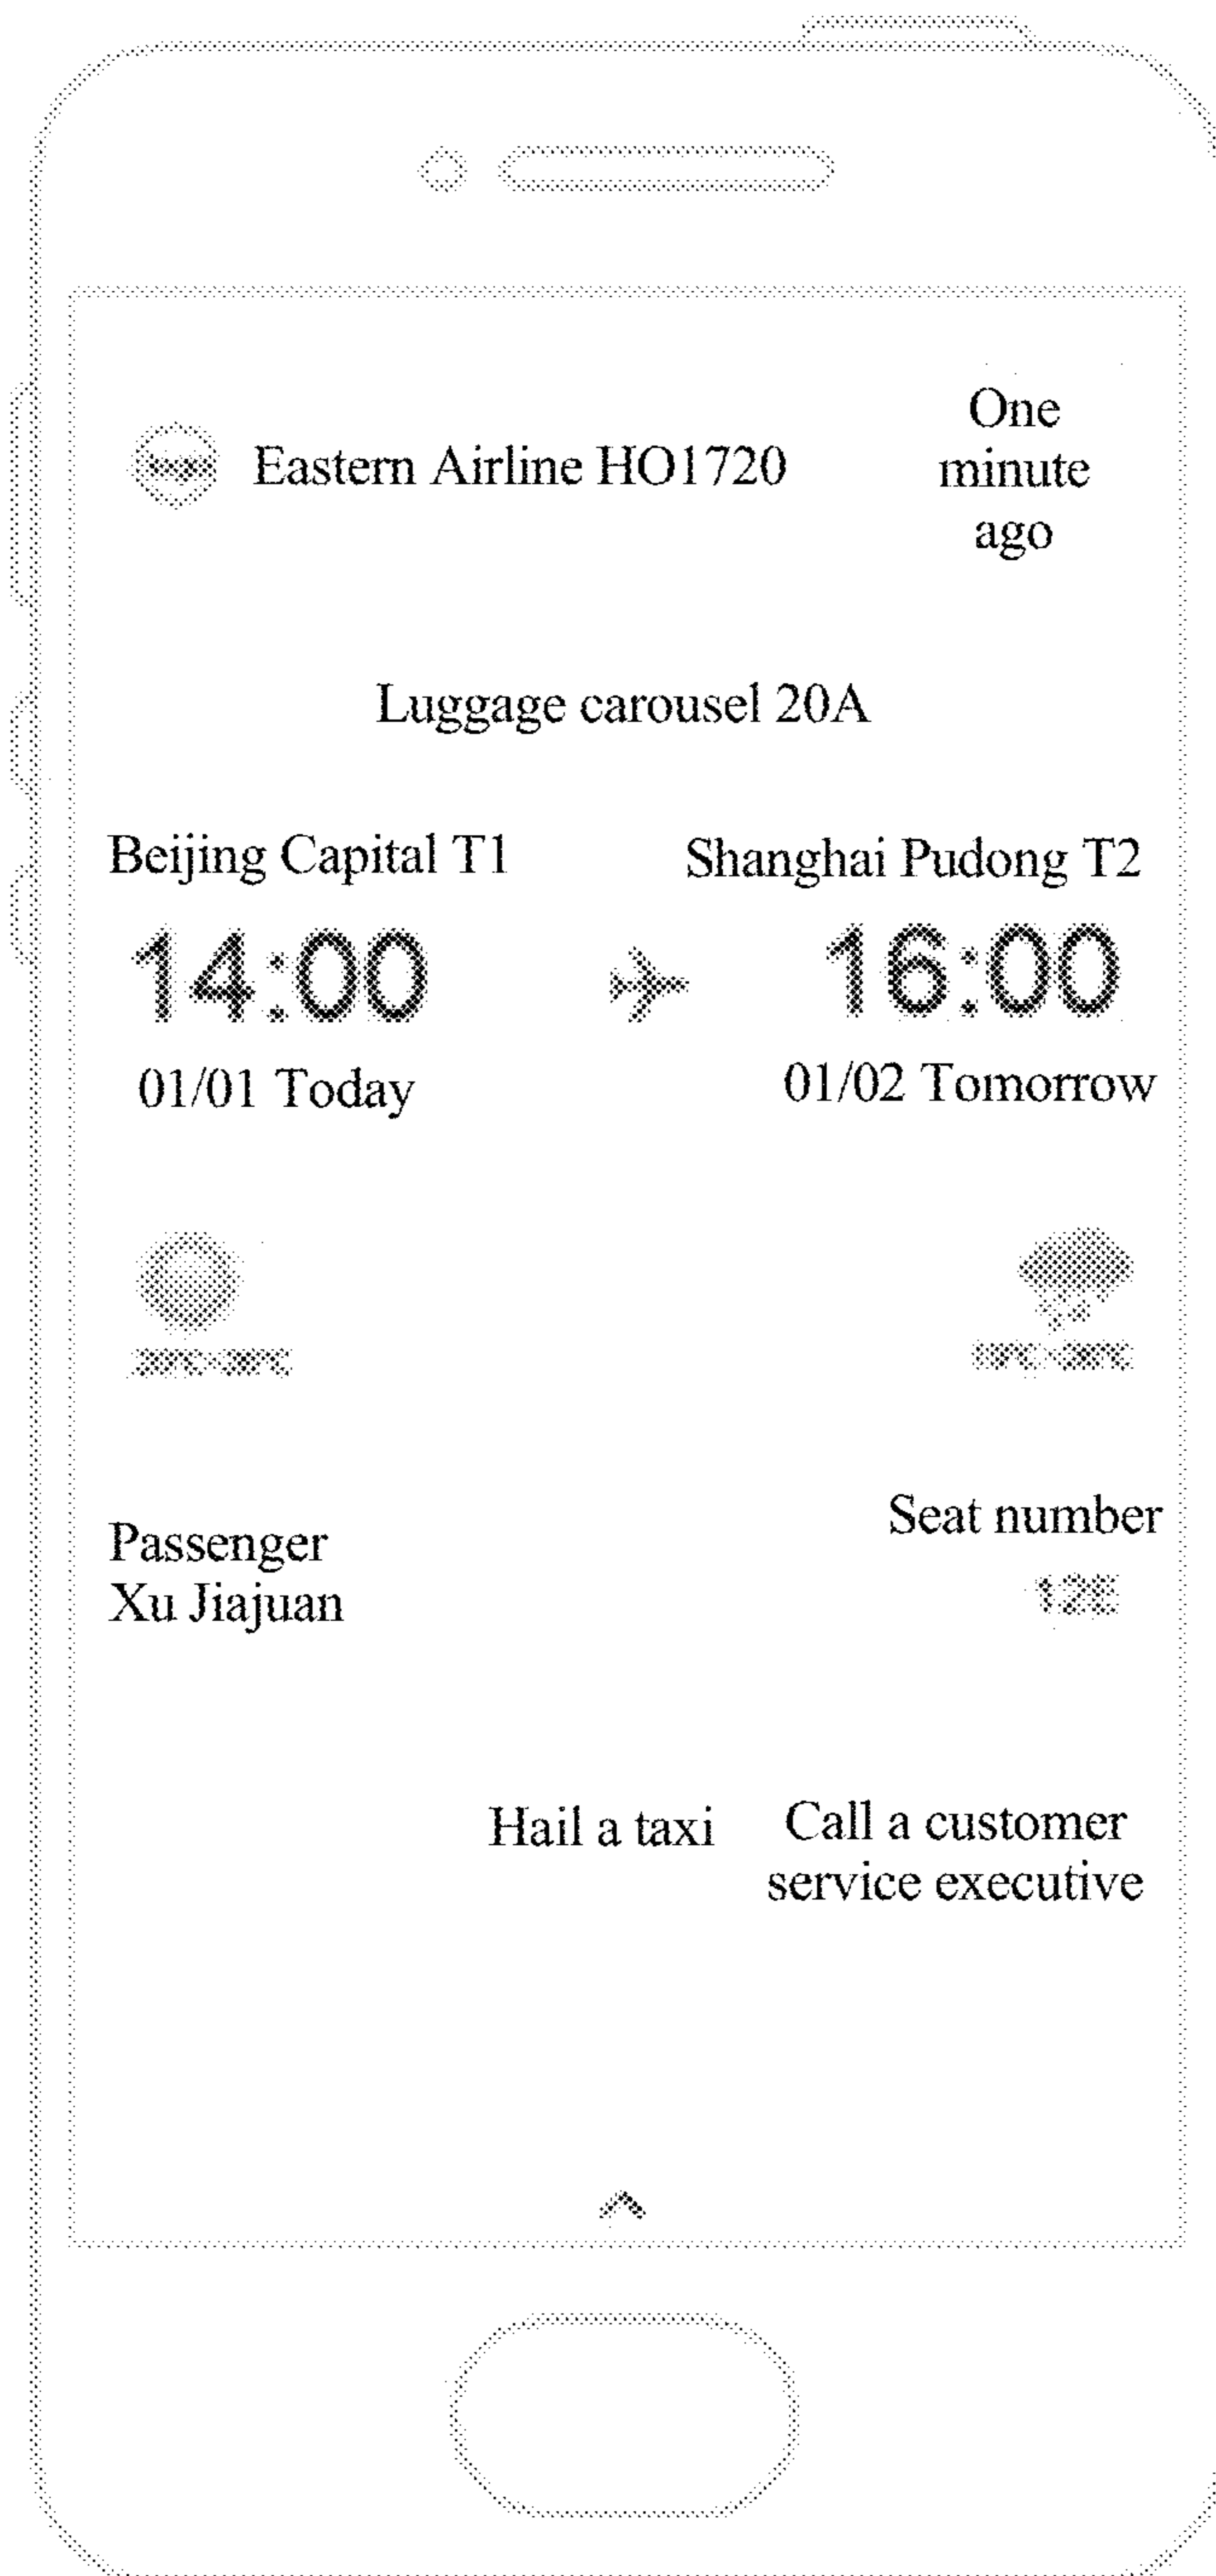 Eastern Airline HO1720
One
minute
ago
Luggage carousel 20A
Beijing Capital T1
Shanghai Pudong T2
14:00
16:00
01/01 Today
01/02 Tomorrow
Passenger
Xu Jiajuan
Seat number
12E
Hail a taxi
Call a customer
service executive